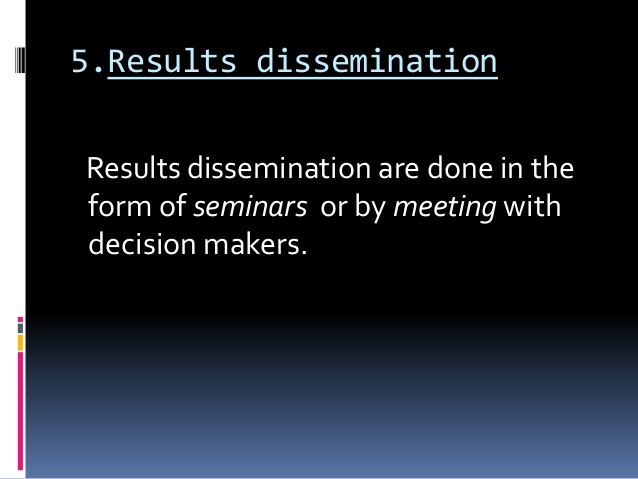 5.Results dissemination
Results dissemination are done in the
form of seminars or by meeting with
decision makers.